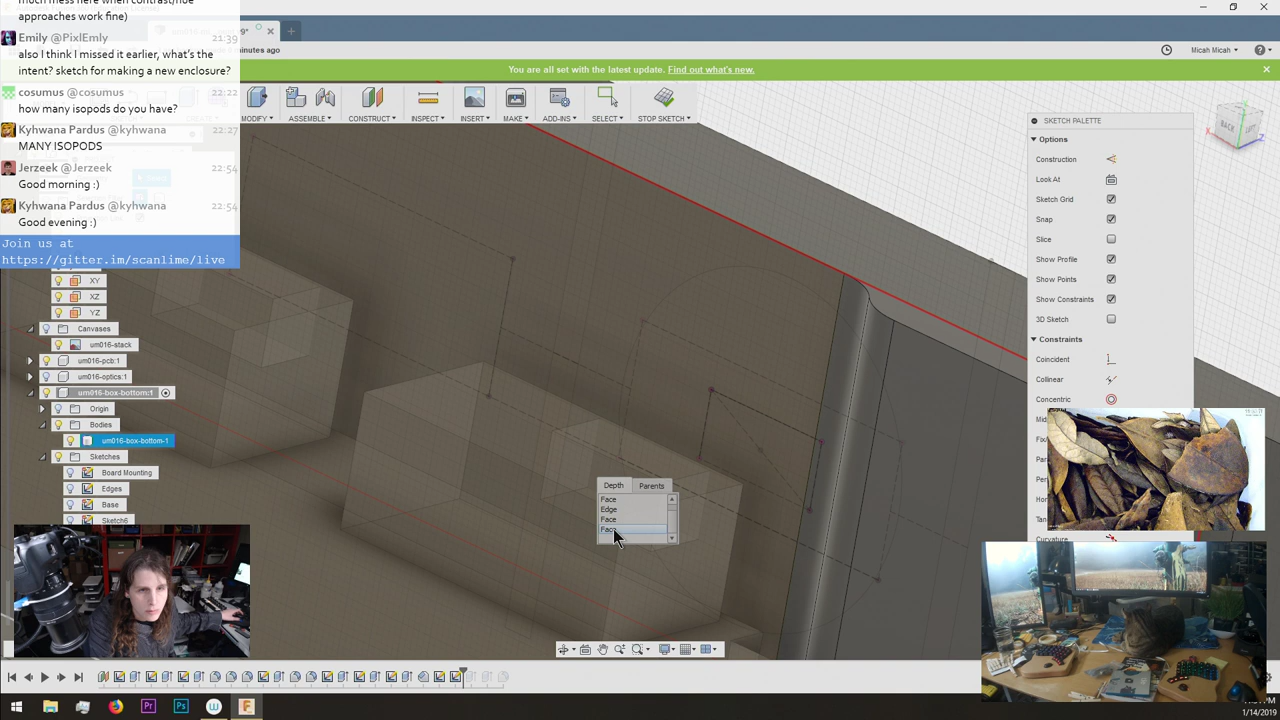 much mess here when contrast/hue
approaches work fine)
Emily @PixlEmly 21:39
also I think I missed it earlier, what's the
intent? sketch for making a new enclosure?
cosumus @cosumus 22:22
how many isopods do you have?
Kyhwana Pardus @kyhwana 22:27
MANY ISOPODS
Jerzeek @Jerzeek 22:54
Good morning :)
Kyhwana Pardus @kyhwana 22:54
Good evening :)
Join us at
https://gitter.im/scanlime/live
Micah Micah
You are all set with the latest update. Find out what's new.
MODIFY
ASSEMBLE
CONSTRUCT
INSPECT
INSERT
MAKE
ADD-INS
SELECT
STOP SKETCH
BACK
LEFT
X
Z
XY
XZ
YZ
Canvases
um016-stack
um016-pcb:1
um016-optics:1
um016-box-bottom:1
Origin
Bodies
um016-box-bottom-1
Sketches
Board Mounting
Edges
Base
Sketch6
Depth Parents
Face
Edge
Face
Face
SKETCH PALETTE
Options
Construction
Look At
Sketch Grid
Snap
Slice
Show Profile
Show Points
Show Constraints
3D Sketch
Constraints
Coincident
Collinear
Concentric
1/14/2019